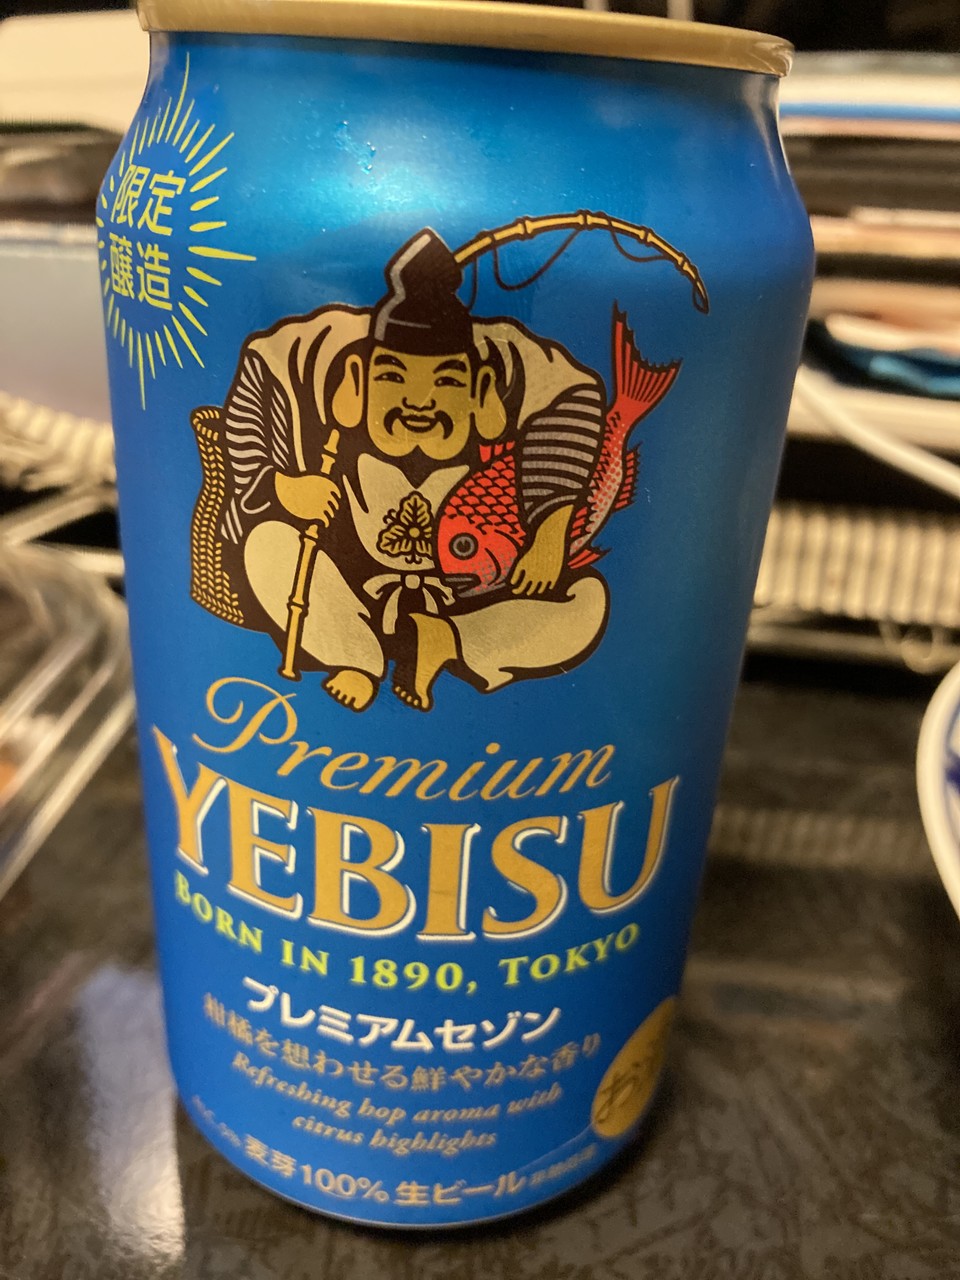 限定
醸造
Premium
YEBISU
BORN IN 1890, TOKYO
プレミアムセゾン
柑橘を想わせる鮮やかな香り
Refreshing hop aroma with
citrus highlights
お
麦芽100% 生ビール